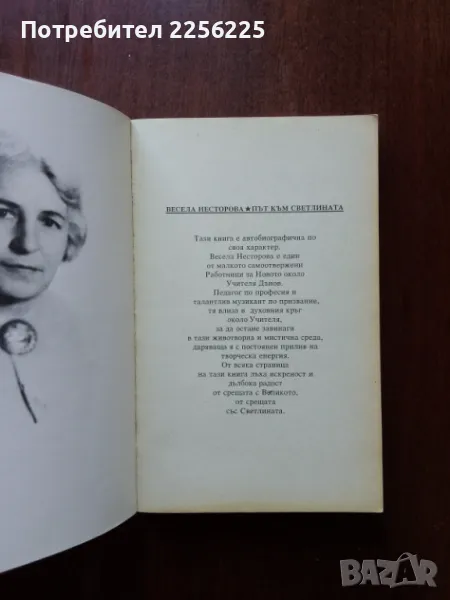 Потребител 2256225
ВЕСЕЛА НЕСТОРОВА★ПЪТ КЪМ СВЕТЛИНАТА
Тази книга е автобиографична по
своя характер.
Весела Несторова е един
от малкото самоотвержени
Работници за Новото около
Учителя Дънов.
Педагог по професия и
талантлив музикант по призвание,
тя влиза в духовния кръг
около Учителя,
за да остане завинаги
в тази животворна и мистична среда,
даряваща я с постоянен прилив на
творческа енергия.
От всяка страница
на тази книга лъха искреност и
дълбока радост
от срещата с Великото,
от срещата
със Светлината.
BAZAR